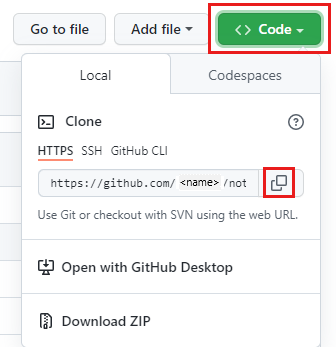 Go to file Add file <> Code
Local Codespaces
Clone
HTTPS SSH GitHub CLI
https://github.com/ <name> /not
Use Git or checkout with SVN using the web URL.
Open with GitHub Desktop
Download ZIP